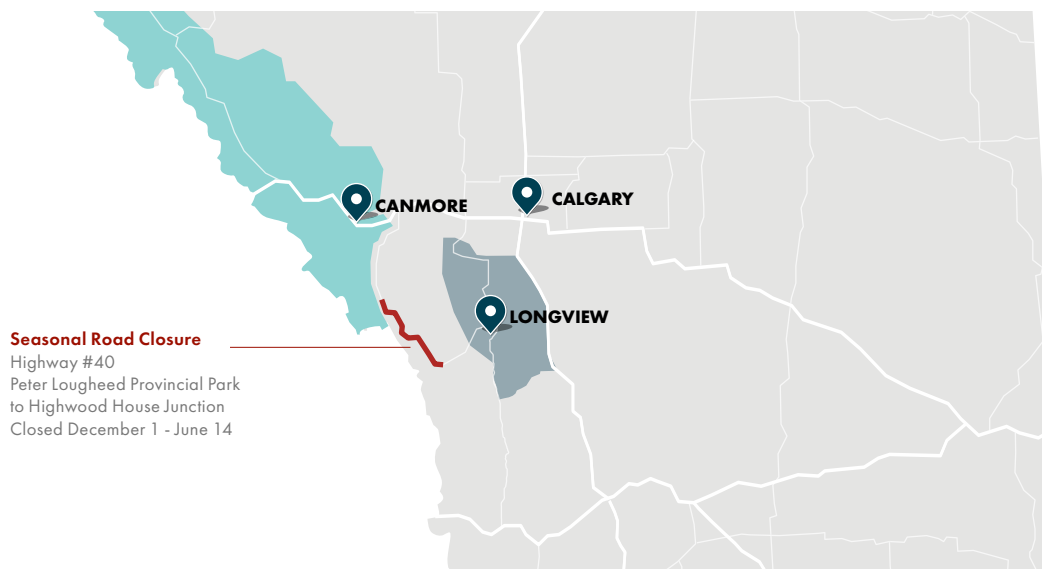 CANMORE
CALGARY
LONGVIEW
Seasonal Road Closure
Highway #40
Peter Lougheed Provincial Park
to Highwood House Junction
Closed December 1 - June 14